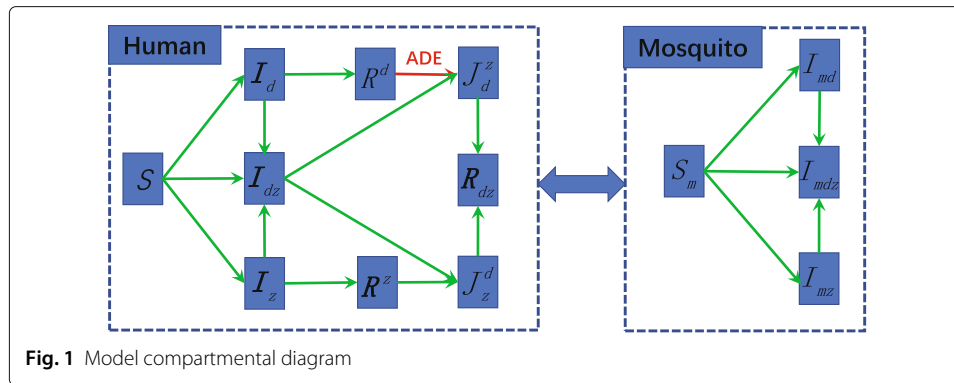 Human
Mosquito
ADE
I_d
R^d
J_d^z
I_md
S
I_dz
R_dz
S_m
I_mdz
I_z
R^z
J_z^d
I_mz
Fig. 1 Model compartmental diagram